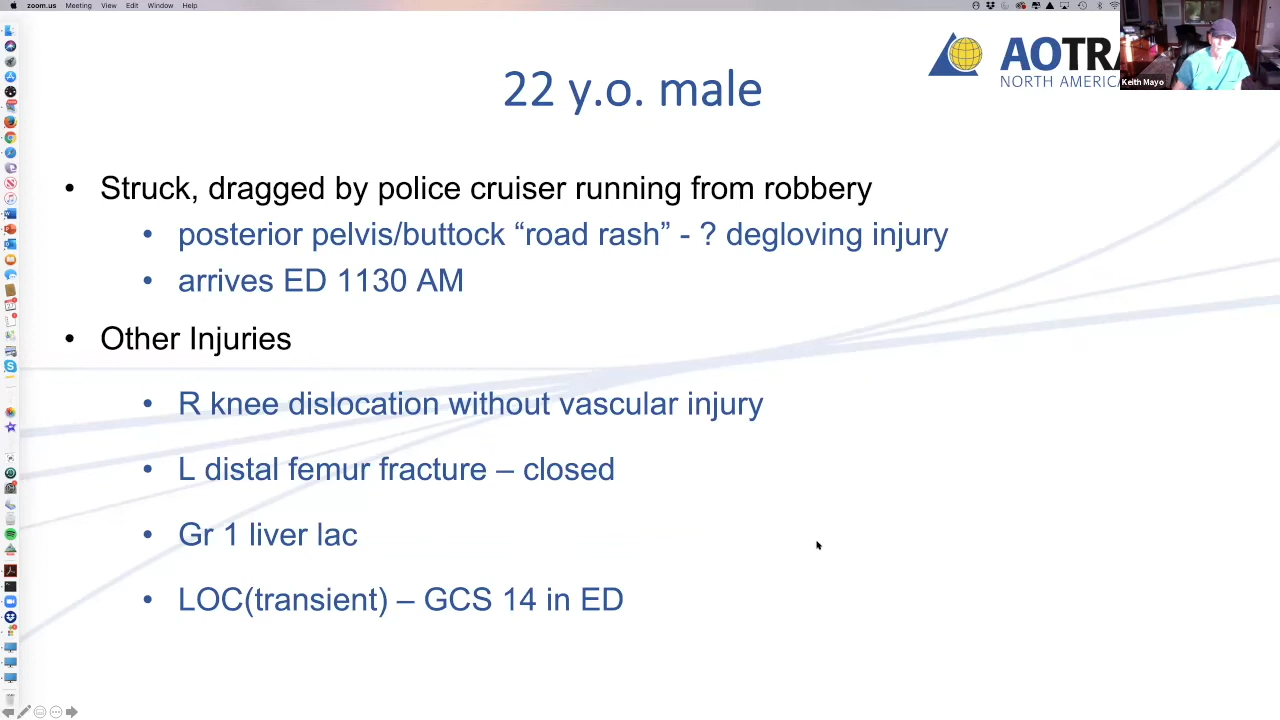 zoom.us Meeting View Edit Window Help
AOTRA
NORTH AMERICA
Keith Mayo
22 y.o. male
• Struck, dragged by police cruiser running from robbery
• posterior pelvis/buttock “road rash” - ? degloving injury
• arrives ED 1130 AM
• Other Injuries
• R knee dislocation without vascular injury
• L distal femur fracture – closed
• Gr 1 liver lac
• LOC(transient) – GCS 14 in ED